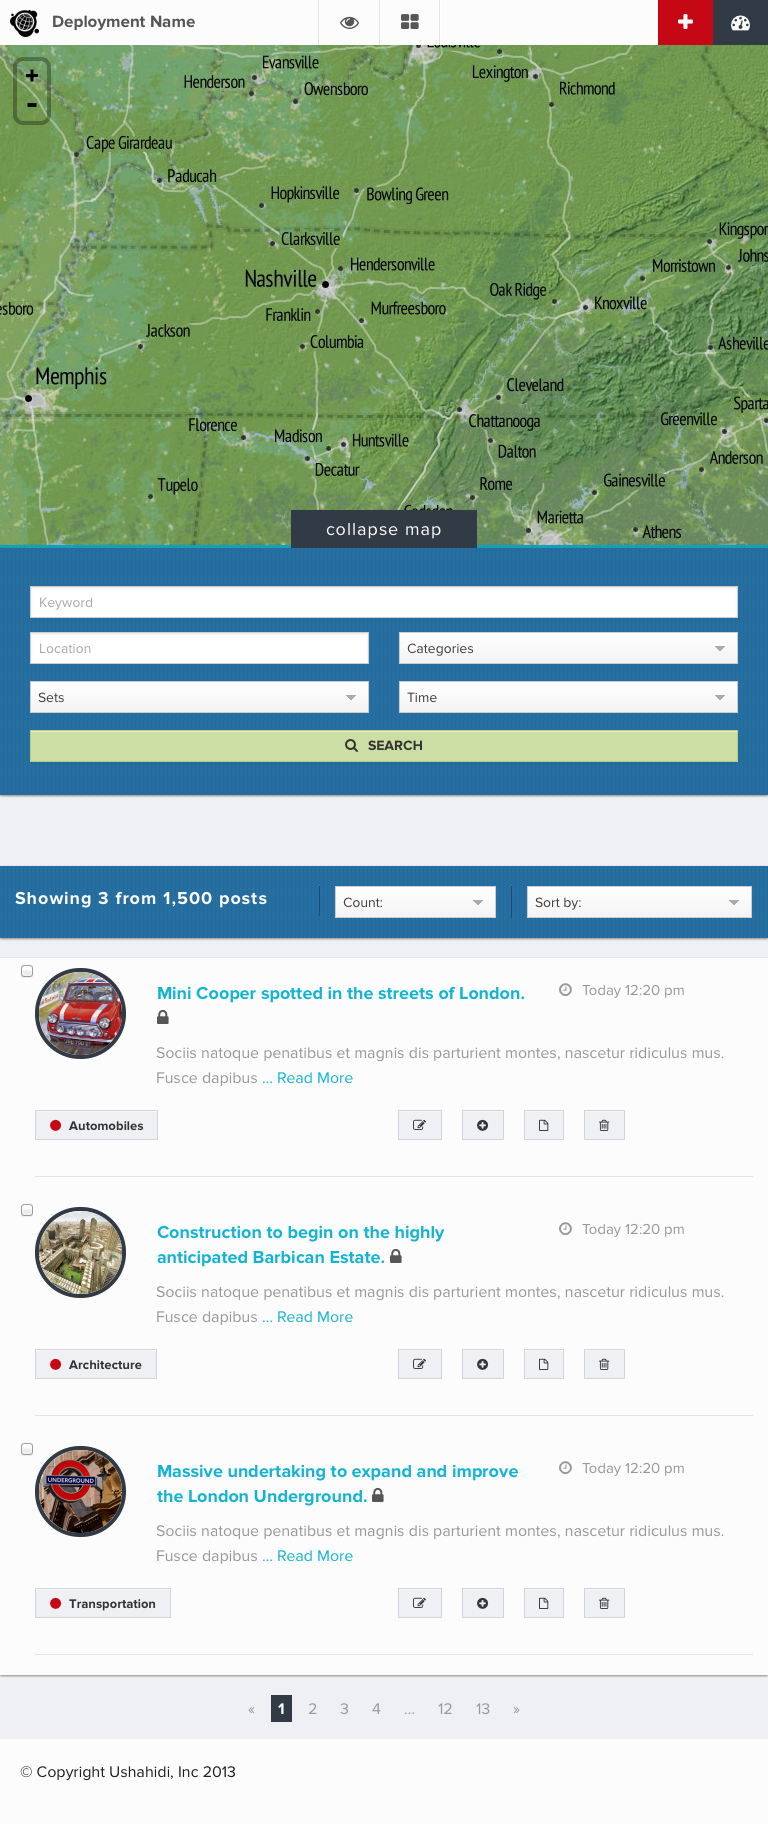 Deployment Name
Louisville
Evansville
Lexington
Henderson
Owensboro
Richmond
Cape Girardeau
Paducah
Hopkinsville
Bowling Green
Kingspor
Clarksville
Johns
Hendersonville
Morristown
Nashville
Oak Ridge
Knoxville
esboro
Franklin
Murfreesboro
Jackson
Columbia
Asheville
Memphis
Cleveland
Sparta
Florence
Chattanooga
Greenville
Madison
Huntsville
Dalton
Anderson
Decatur
Tupelo
Rome
Gainesville
Marietta
Athens
collapse map
Keyword
Location
Categories
Sets
Time
SEARCH
Showing 3 from 1,500 posts
Count:
Sort by:
Mini Cooper spotted in the streets of London.
Today 12:20 pm
Sociis natoque penatibus et magnis dis parturient montes, nascetur ridiculus mus.
Fusce dapibus ... Read More
Automobiles
Construction to begin on the highly
anticipated Barbican Estate.
Today 12:20 pm
Sociis natoque penatibus et magnis dis parturient montes, nascetur ridiculus mus.
Fusce dapibus ... Read More
Architecture
UNDERGROUND
Massive undertaking to expand and improve
the London Underground.
Today 12:20 pm
Sociis natoque penatibus et magnis dis parturient montes, nascetur ridiculus mus.
Fusce dapibus ... Read More
Transportation
« 1 2 3 4 ... 12 13 »
© Copyright Ushahidi, Inc 2013